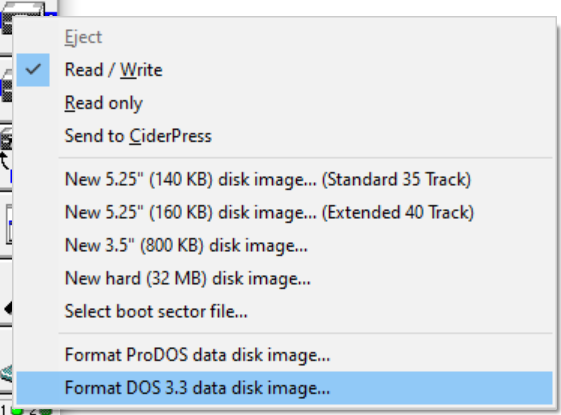 Eject
Read / Write
Read only
Send to CiderPress
New 5.25" (140 KB) disk image... (Standard 35 Track)
New 5.25" (160 KB) disk image... (Extended 40 Track)
New 3.5" (800 KB) disk image...
New hard (32 MB) disk image...
Select boot sector file...
Format ProDOS data disk image...
Format DOS 3.3 data disk image...
1 2